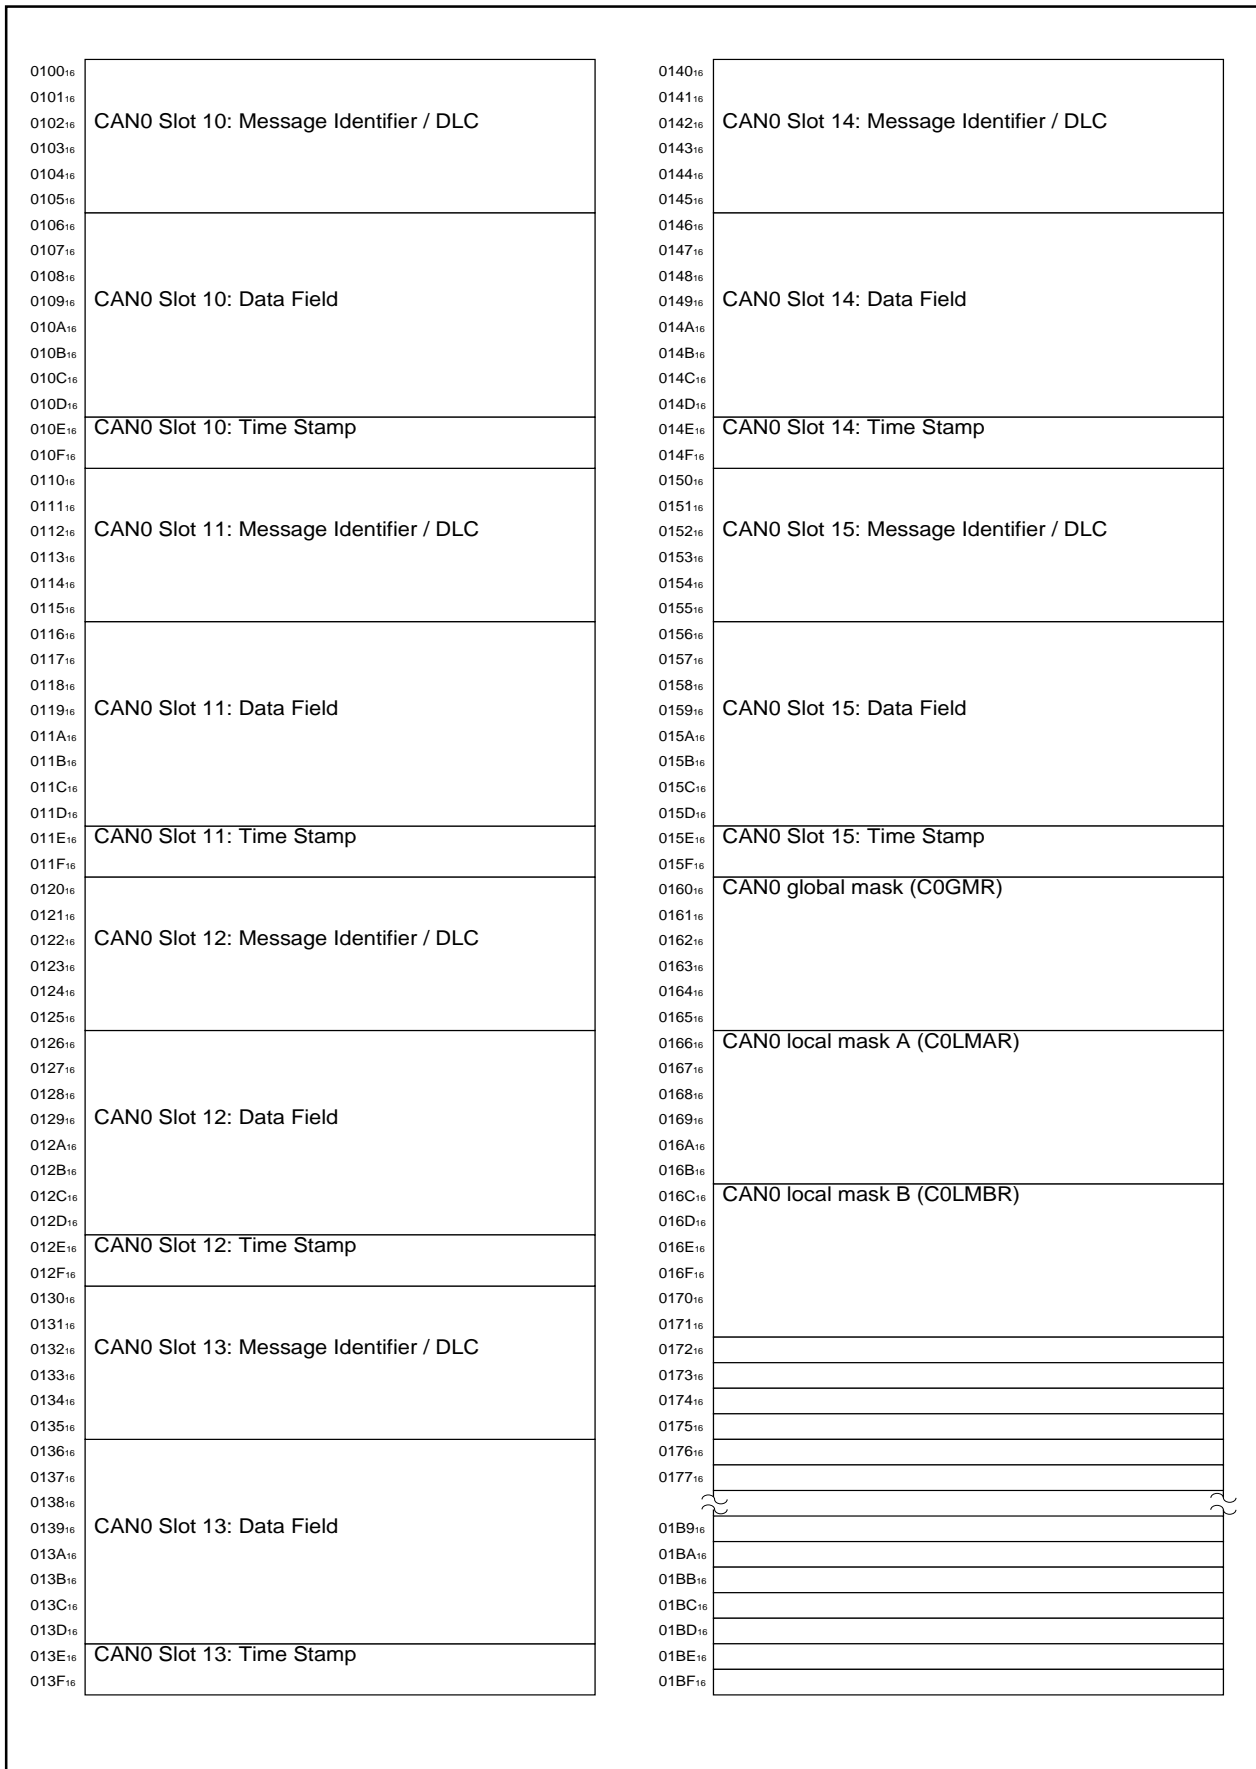 0100₁₆
0101₁₆
0102₁₆ CAN0 Slot 10: Message Identifier / DLC
0103₁₆
0104₁₆
0105₁₆
0106₁₆
0107₁₆
0108₁₆
0109₁₆ CAN0 Slot 10: Data Field
010A₁₆
010B₁₆
010C₁₆
010D₁₆
010E₁₆ CAN0 Slot 10: Time Stamp
010F₁₆
0110₁₆
0111₁₆
0112₁₆ CAN0 Slot 11: Message Identifier / DLC
0113₁₆
0114₁₆
0115₁₆
0116₁₆
0117₁₆
0118₁₆
0119₁₆ CAN0 Slot 11: Data Field
011A₁₆
011B₁₆
011C₁₆
011D₁₆
011E₁₆ CAN0 Slot 11: Time Stamp
011F₁₆
0120₁₆
0121₁₆
0122₁₆ CAN0 Slot 12: Message Identifier / DLC
0123₁₆
0124₁₆
0125₁₆
0126₁₆
0127₁₆
0128₁₆
0129₁₆ CAN0 Slot 12: Data Field
012A₁₆
012B₁₆
012C₁₆
012D₁₆
012E₁₆ CAN0 Slot 12: Time Stamp
012F₁₆
0130₁₆
0131₁₆
0132₁₆ CAN0 Slot 13: Message Identifier / DLC
0133₁₆
0134₁₆
0135₁₆
0136₁₆
0137₁₆
0138₁₆
0139₁₆ CAN0 Slot 13: Data Field
013A₁₆
013B₁₆
013C₁₆
013D₁₆
013E₁₆ CAN0 Slot 13: Time Stamp
013F₁₆
0140₁₆
0141₁₆
0142₁₆ CAN0 Slot 14: Message Identifier / DLC
0143₁₆
0144₁₆
0145₁₆
0146₁₆
0147₁₆
0148₁₆
0149₁₆ CAN0 Slot 14: Data Field
014A₁₆
014B₁₆
014C₁₆
014D₁₆
014E₁₆ CAN0 Slot 14: Time Stamp
014F₁₆
0150₁₆
0151₁₆
0152₁₆ CAN0 Slot 15: Message Identifier / DLC
0153₁₆
0154₁₆
0155₁₆
0156₁₆
0157₁₆
0158₁₆
0159₁₆ CAN0 Slot 15: Data Field
015A₁₆
015B₁₆
015C₁₆
015D₁₆
015E₁₆ CAN0 Slot 15: Time Stamp
015F₁₆
0160₁₆ CAN0 global mask (C0GMR)
0161₁₆
0162₁₆
0163₁₆
0164₁₆
0165₁₆
0166₁₆ CAN0 local mask A (C0LMAR)
0167₁₆
0168₁₆
0169₁₆
016A₁₆
016B₁₆
016C₁₆ CAN0 local mask B (C0LMBR)
016D₁₆
016E₁₆
016F₁₆
0170₁₆
0171₁₆
0172₁₆
0173₁₆
0174₁₆
0175₁₆
0176₁₆
0177₁₆
01B9₁₆
01BA₁₆
01BB₁₆
01BC₁₆
01BD₁₆
01BE₁₆
01BF₁₆